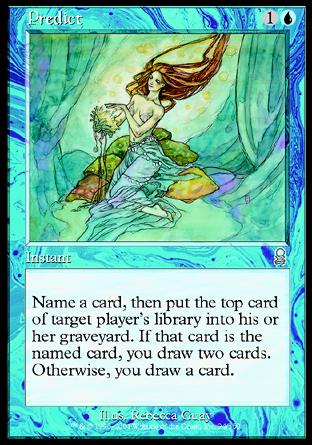 Predict 1
Instant
Name a card, then put the top card
of target player's library into his or
her graveyard. If that card is the
named card, you draw two cards.
Otherwise, you draw a card.
Illus. Rebecca Guay